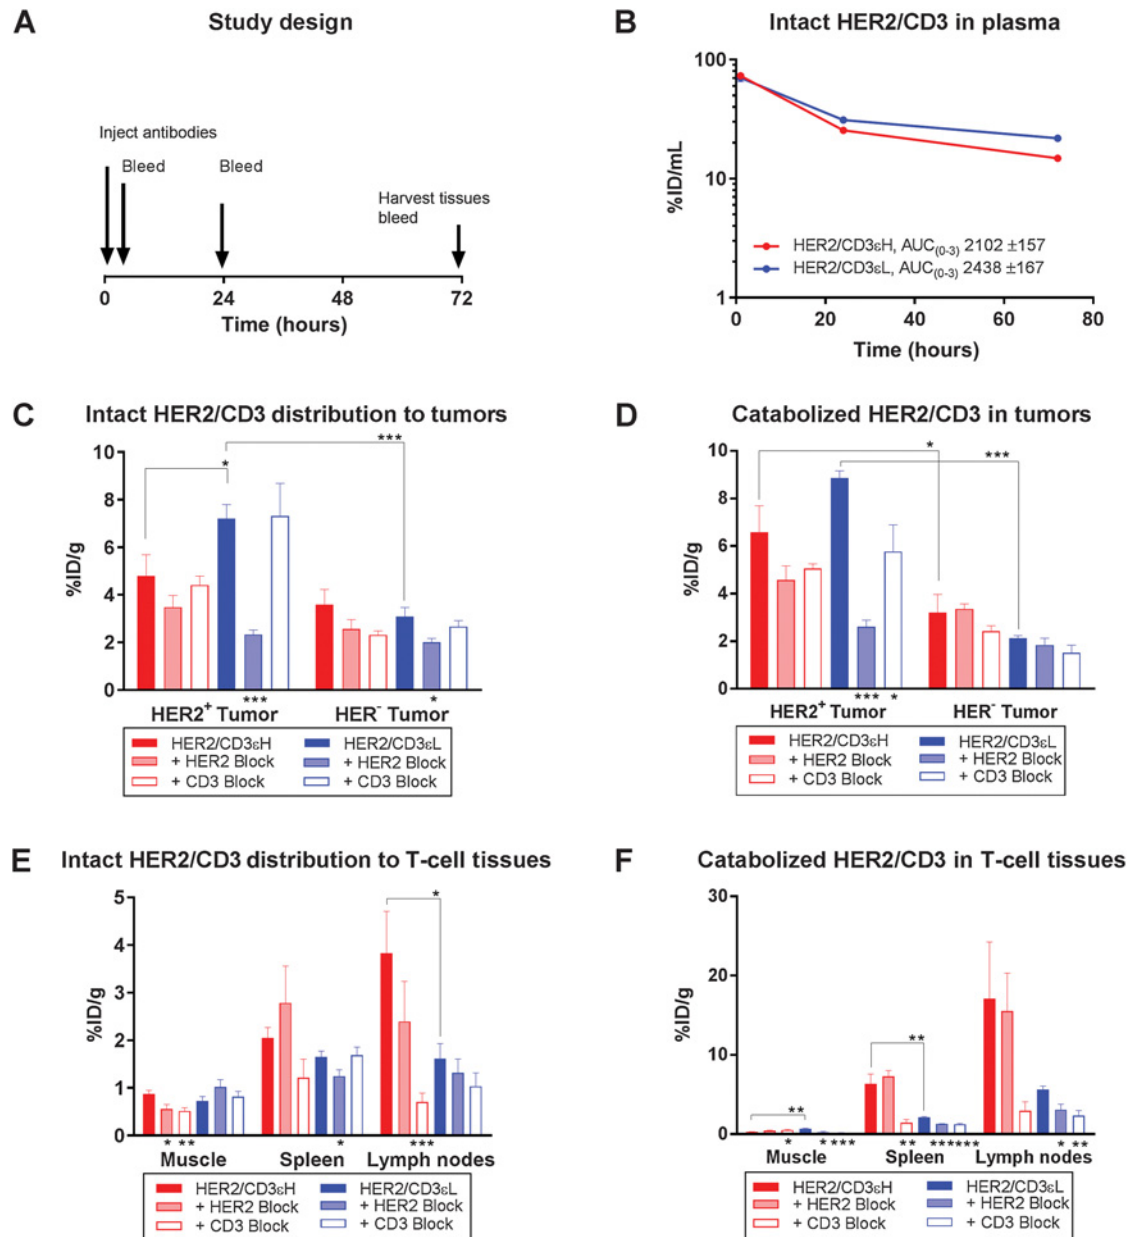 A
Study design
Inject antibodies
Bleed
Bleed
Harvest tissues
bleed
0
24
48
72
Time (hours)
B
Intact HER2/CD3 in plasma
100
10
1
%ID/mL
HER2/CD3εH, AUC(0-3) 2102 ±157
HER2/CD3εL, AUC(0-3) 2438 ±167
0
20
40
60
80
Time (hours)
C
Intact HER2/CD3 distribution to tumors
10
8
6
4
2
0
%ID/g
*
***
***
*
HER2+ Tumor
HER- Tumor
HER2/CD3εH
+ HER2 Block
+ CD3 Block
HER2/CD3εL
+ HER2 Block
+ CD3 Block
D
Catabolized HER2/CD3 in tumors
10
8
6
4
2
0
%ID/g
*
***
***
*
HER2+ Tumor
HER- Tumor
HER2/CD3εH
+ HER2 Block
+ CD3 Block
HER2/CD3εL
+ HER2 Block
+ CD3 Block
E
Intact HER2/CD3 distribution to T-cell tissues
5
4
3
2
1
0
%ID/g
*
*
**
*
***
Muscle
Spleen
Lymph nodes
HER2/CD3εH
+ HER2 Block
+ CD3 Block
HER2/CD3εL
+ HER2 Block
+ CD3 Block
F
Catabolized HER2/CD3 in T-cell tissues
30
20
10
0
%ID/g
**
**
*
* ***
**
*** ***
* **
Muscle
Spleen
Lymph nodes
HER2/CD3εH
+ HER2 Block
+ CD3 Block
HER2/CD3εL
+ HER2 Block
+ CD3 Block